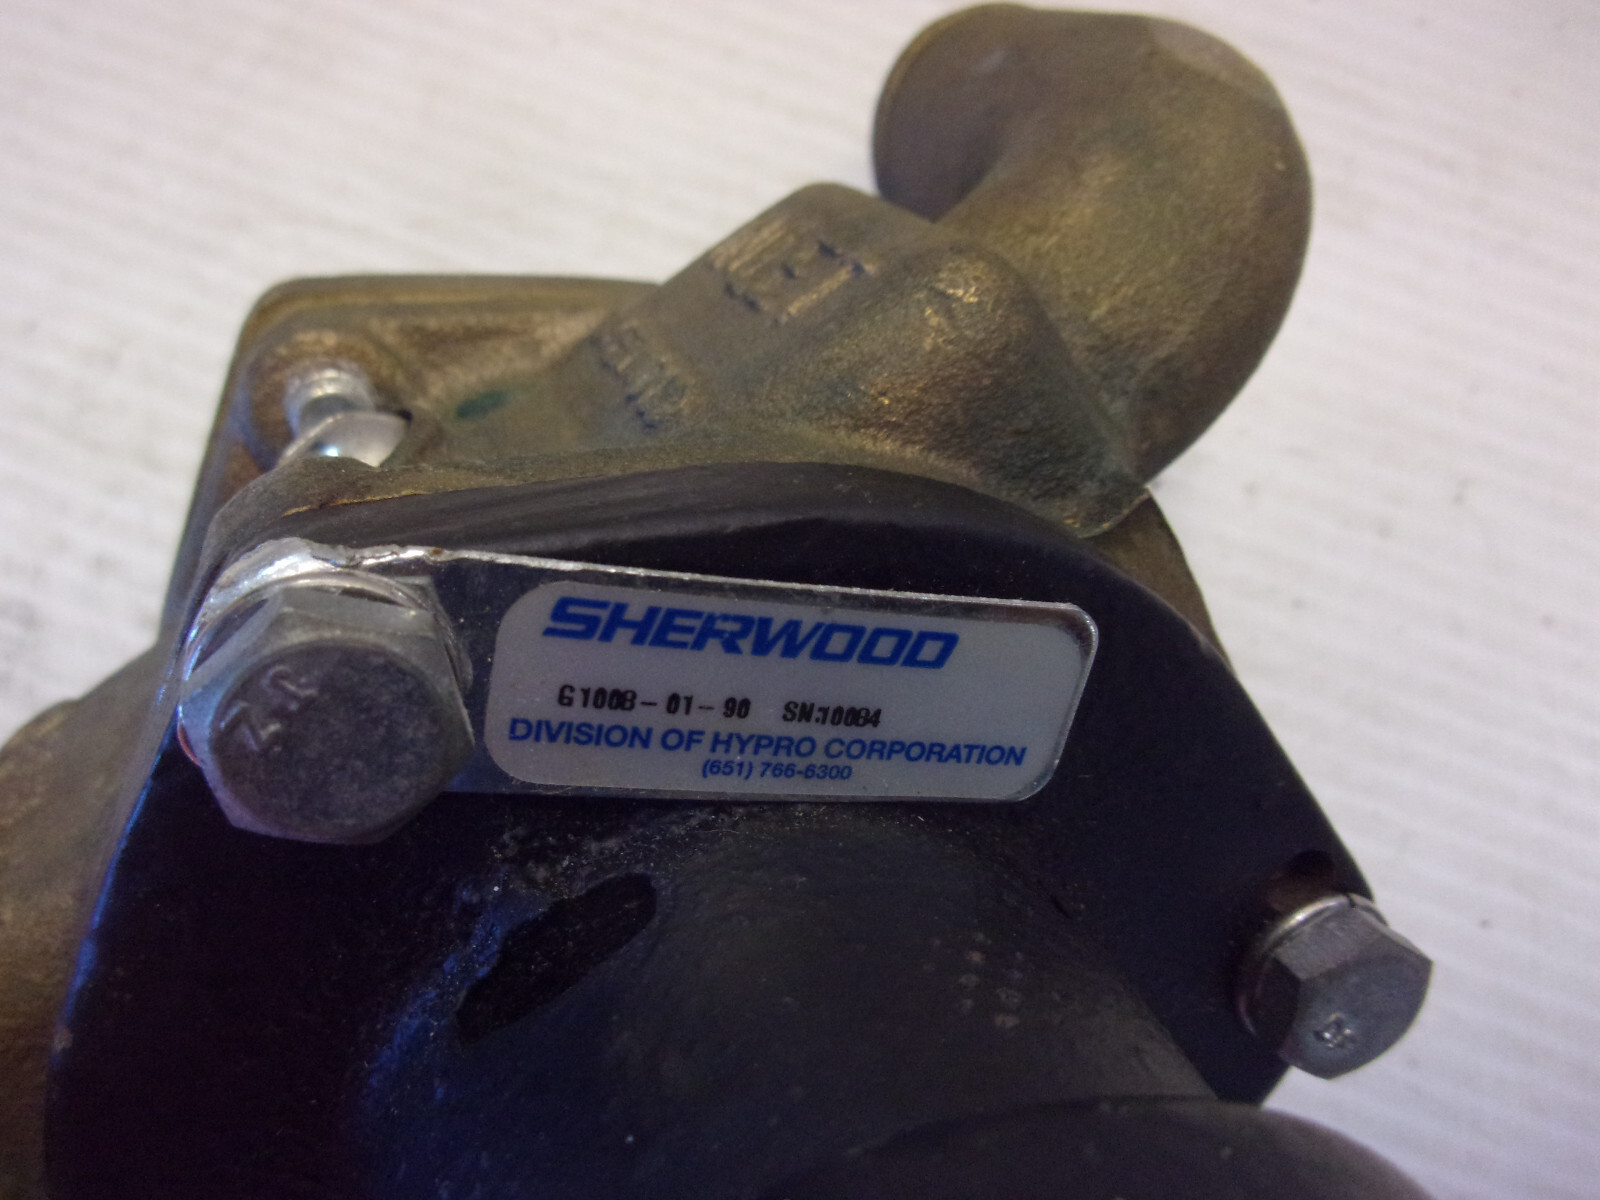 SHERWOOD
G1008-01-90 SN:10084
DIVISION OF HYPRO CORPORATION
(651) 766-6300